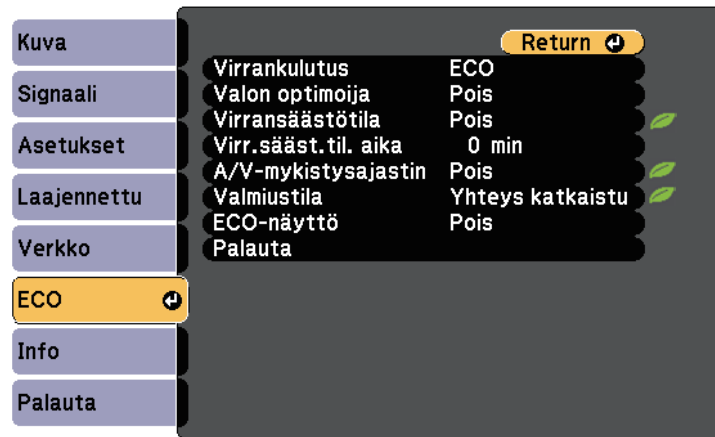 Kuva
Signaali
Asetukset
Laajennettu
Verkko
ECO
Info
Palauta
Return
Virrankulutus ECO
Valon optimoija Pois
Virransäästötila Pois
Virr.sääst.til. aika 0 min
A/V-mykistysajastin Pois
Valmiustila Yhteys katkaistu
ECO-näyttö Pois
Palauta